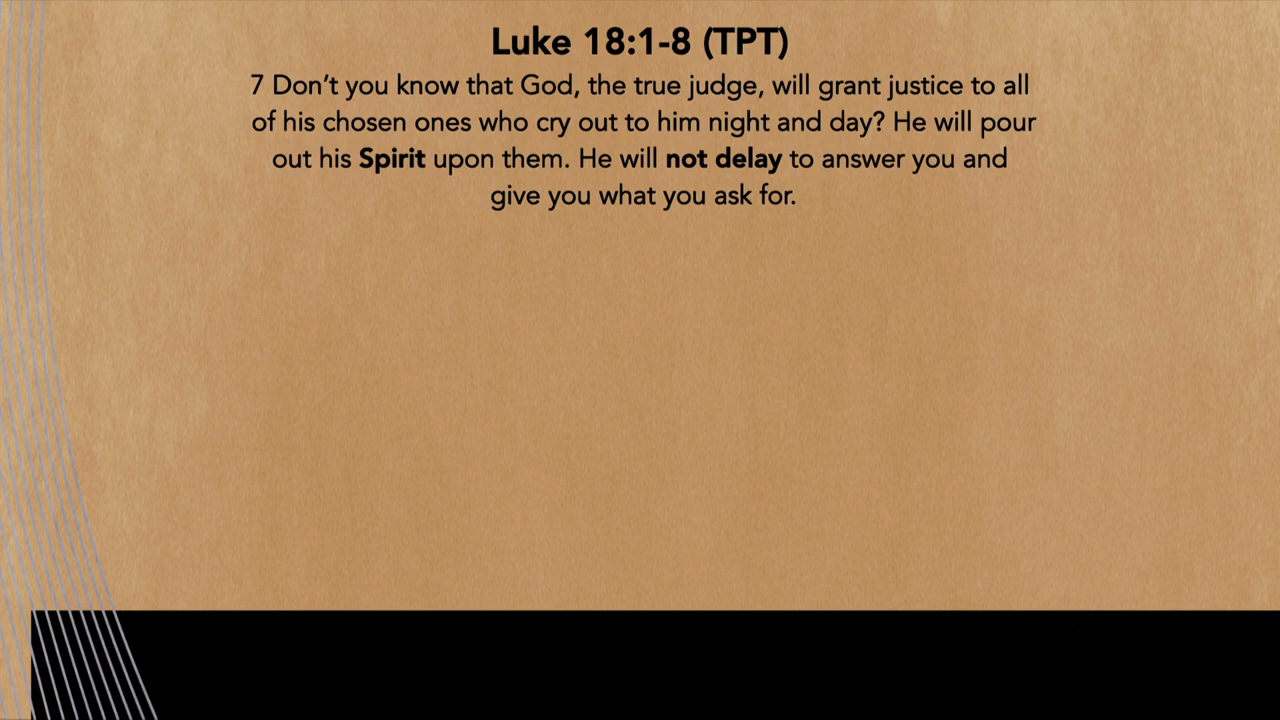 Luke 18:1-8 (TPT)
7 Don’t you know that God, the true judge, will grant justice to all
of his chosen ones who cry out to him night and day? He will pour
out his Spirit upon them. He will not delay to answer you and
give you what you ask for.